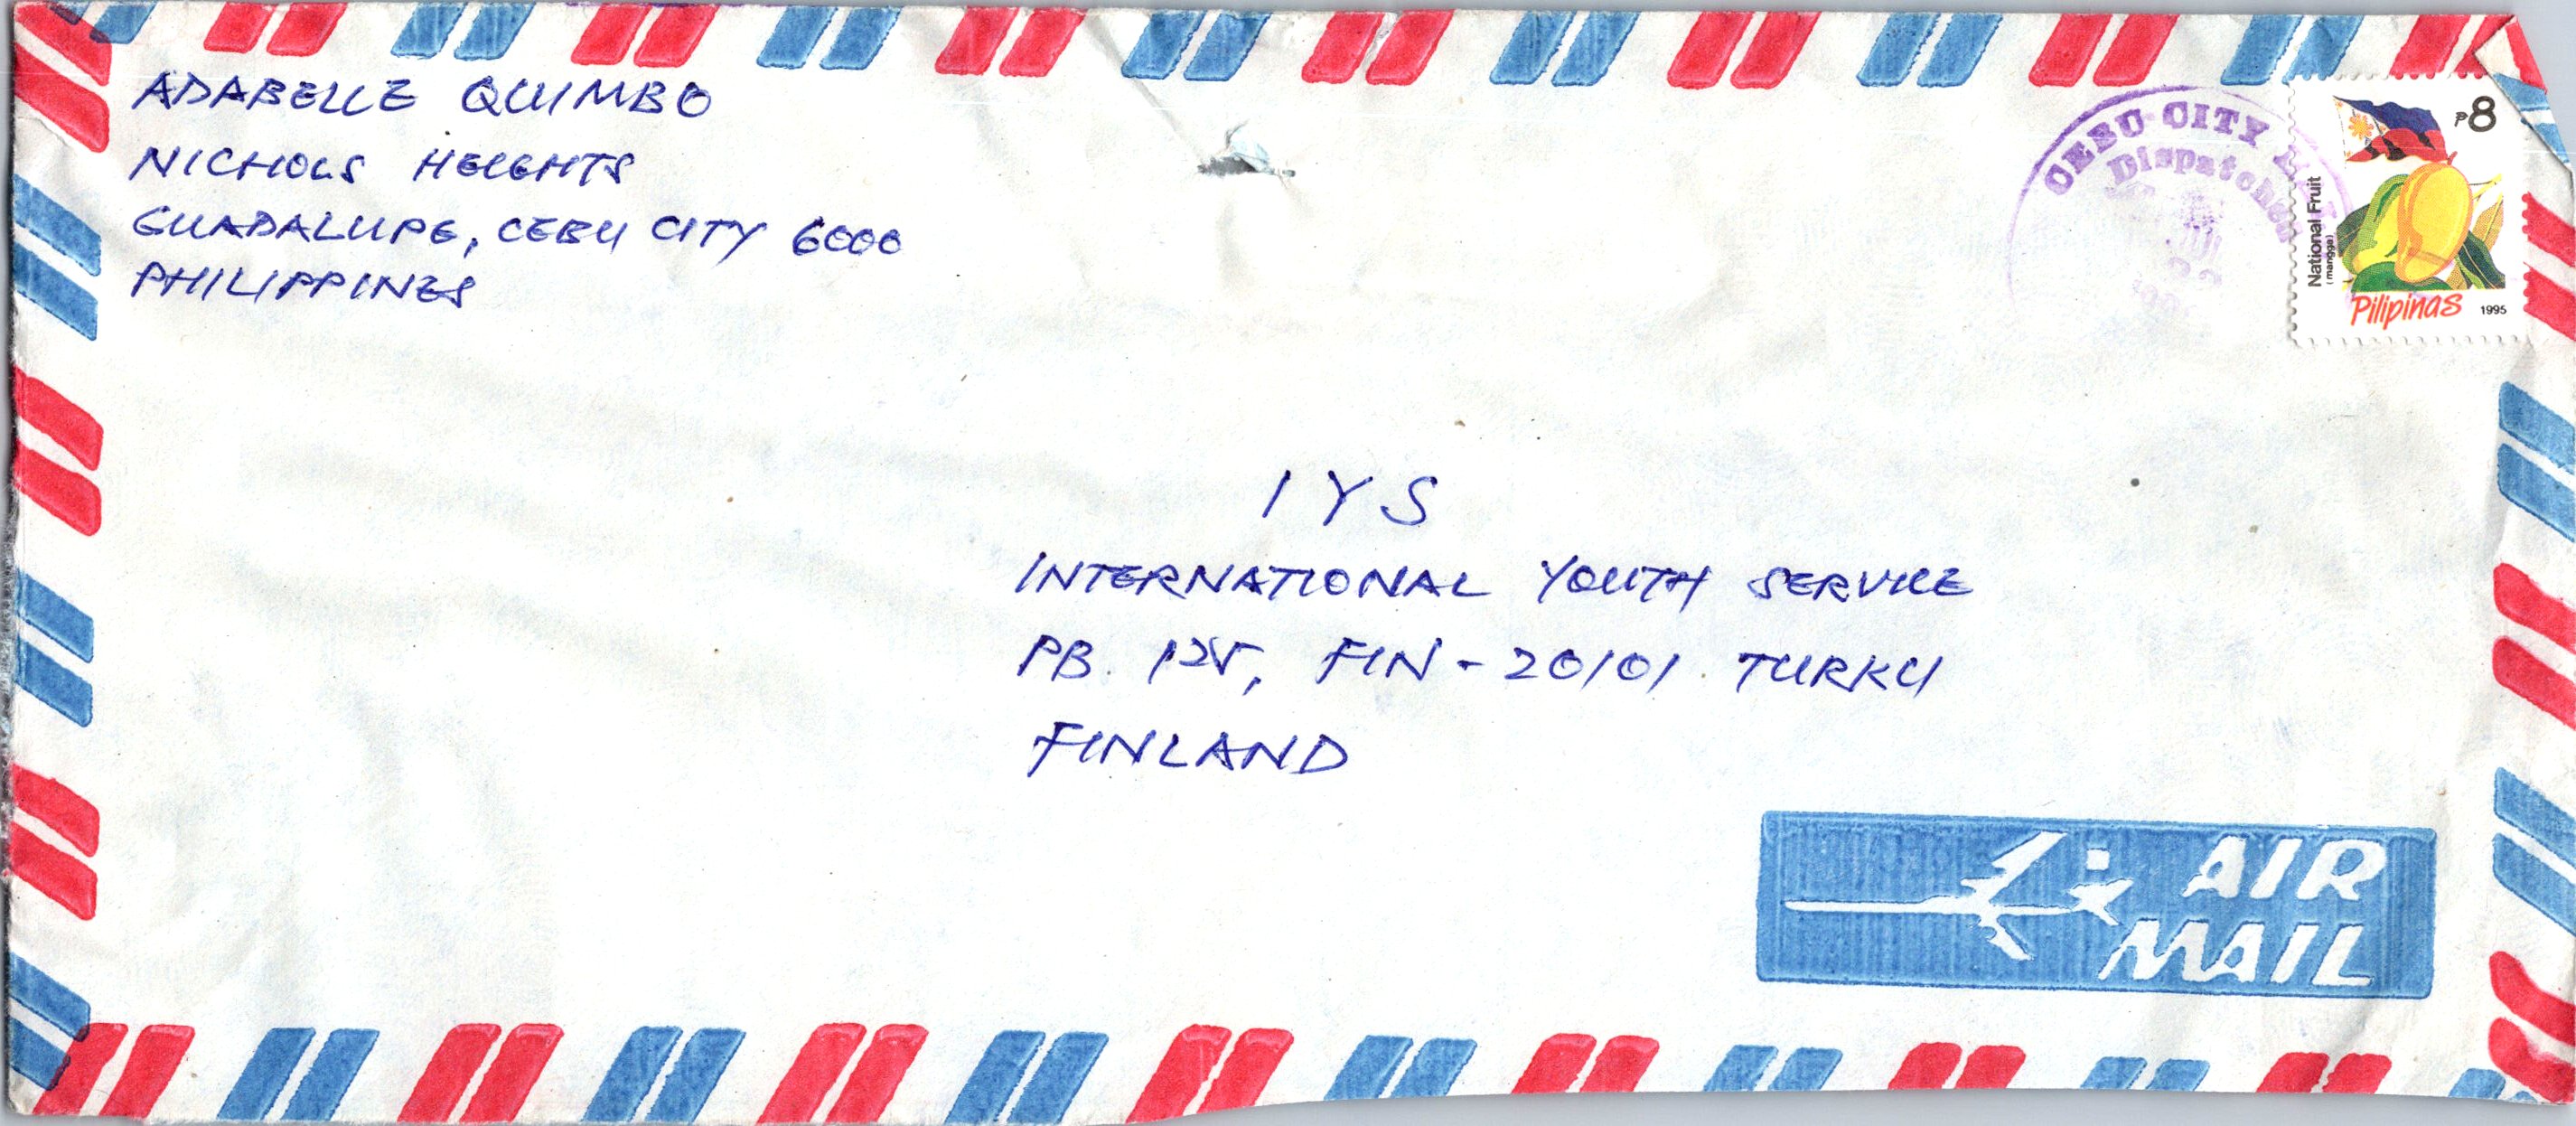 ADABELLE QUIMBO
NICHOLS HEIGHTS
GUADALUPE, CEBU CITY 6000
PHILIPPINES
CEBU CITY
Dispatched
₱8
National Fruit
(mangga)
Pilipinas 1995
IYS
INTERNATIONAL YOUTH SERVICE
PB. 125, FIN - 20101 TURKU
FINLAND
AIR
MAIL